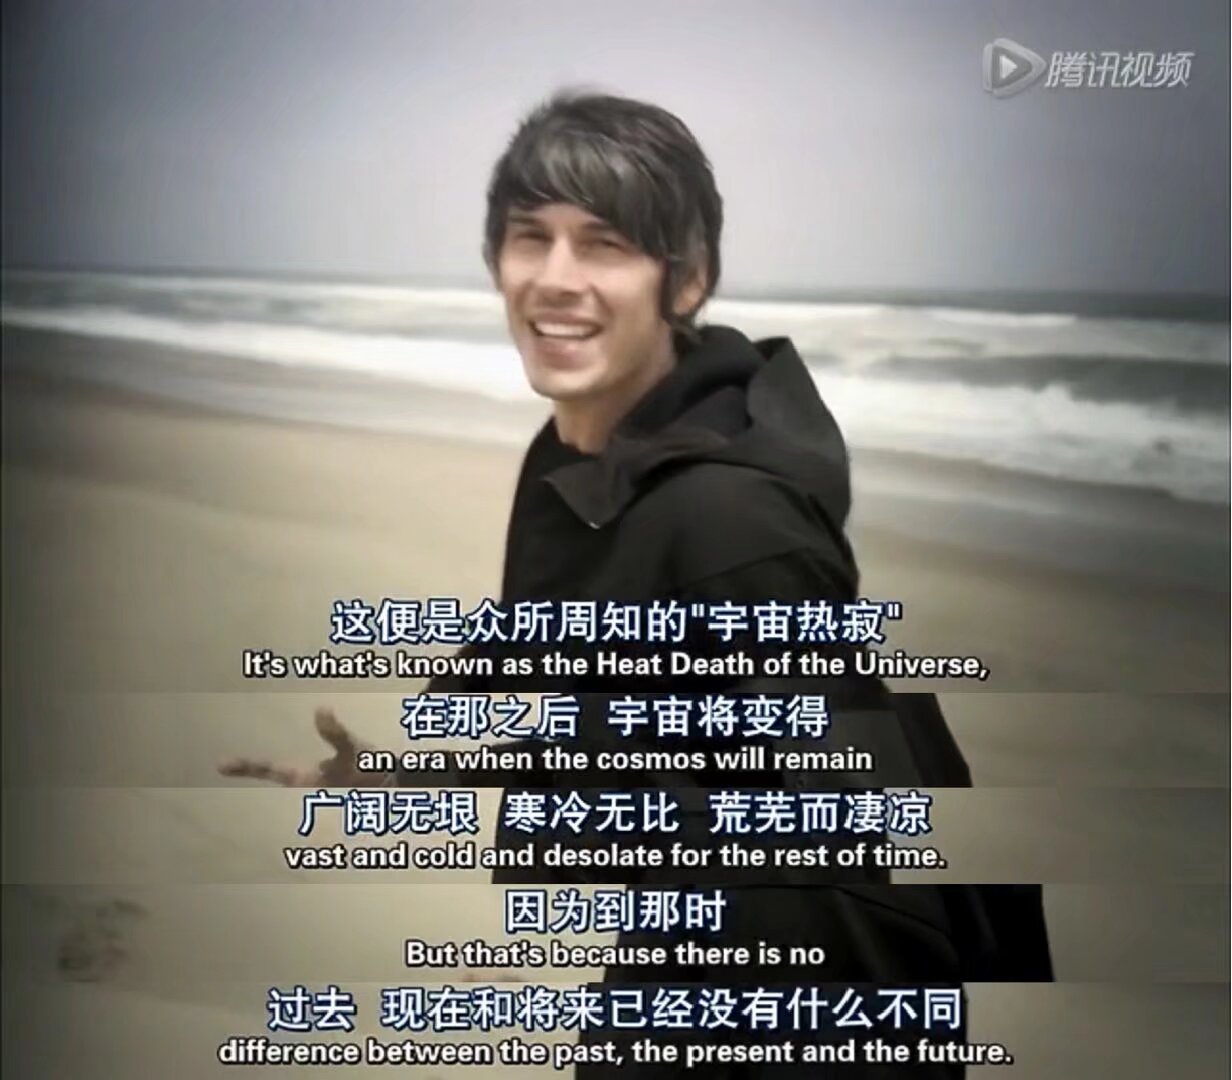 腾讯视频
这便是众所周知的"宇宙热寂"
It's what's known as the Heat Death of the Universe,
在那之后 宇宙将变得
an era when the cosmos will remain
广阔无垠 寒冷无比 荒芜而凄凉
vast and cold and desolate for the rest of time.
因为到那时
But that's because there is no
过去 现在和将来已经没有什么不同
difference between the past, the present and the future.